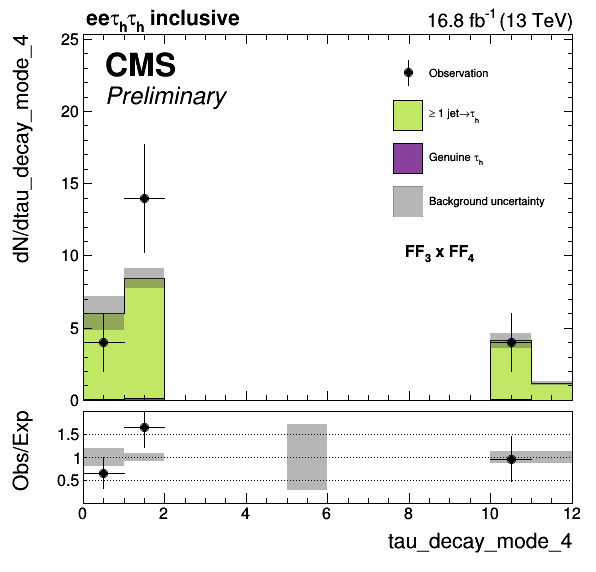 eeτhτh inclusive
16.8 fb-1 (13 TeV)
dN/dtau_decay_mode_4
25
20
15
10
5
0
CMS
Preliminary
Observation
≥ 1 jet→τh
Genuine τh
Background uncertainty
FF3 x FF4
Obs/Exp
1.5
1
0.5
0 2 4 6 8 10 12
tau_decay_mode_4